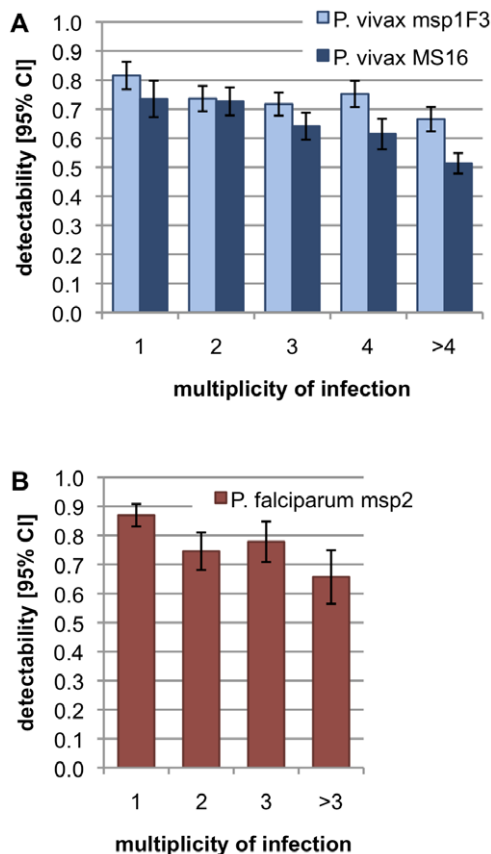 A
P. vivax msp1F3
P. vivax MS16
detectability [95% CI]
1.0
0.9
0.8
0.7
0.6
0.5
0.4
0.3
0.2
0.1
0.0
1 2 3 4 >4
multiplicity of infection
B
P. falciparum msp2
detectability [95% CI]
1.0
0.9
0.8
0.7
0.6
0.5
0.4
0.3
0.2
0.1
0.0
1 2 3 >3
multiplicity of infection